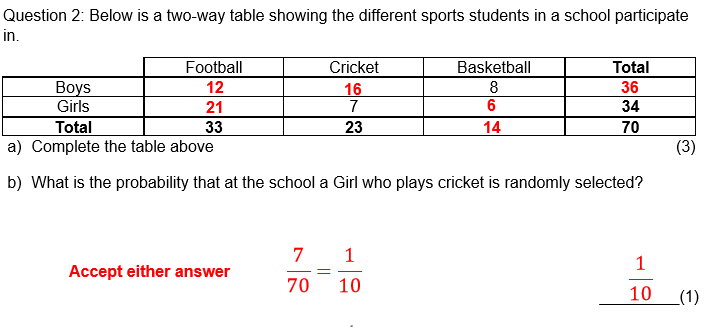 Question 2: Below is a two-way table showing the different sports students in a school participate
in.
Football Cricket Basketball Total
Boys 12 16 8 36
Girls 21 7 6 34
Total 33 23 14 70
a) Complete the table above (3)
b) What is the probability that at the school a Girl who plays cricket is randomly selected?
Accept either answer 7/70 = 1/10
1/10 (1)